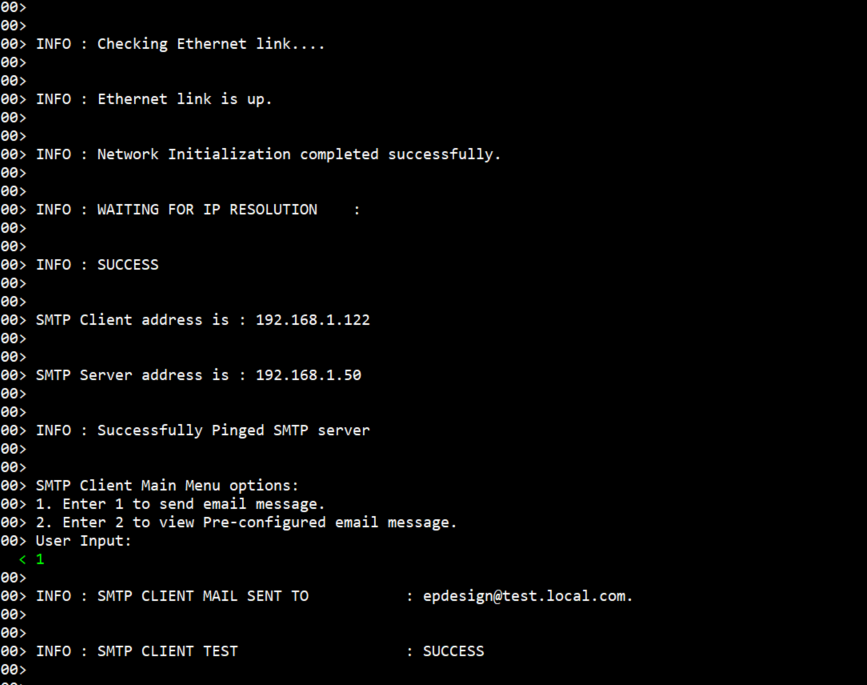 00>
00>
00> INFO : Checking Ethernet link....
00>
00>
00> INFO : Ethernet link is up.
00>
00>
00> INFO : Network Initialization completed successfully.
00>
00>
00> INFO : WAITING FOR IP RESOLUTION    :
00>
00>
00> INFO : SUCCESS
00>
00>
00> SMTP Client address is : 192.168.1.122
00>
00>
00> SMTP Server address is : 192.168.1.50
00>
00>
00> INFO : Successfully Pinged SMTP server
00>
00>
00> SMTP Client Main Menu options:
00> 1. Enter 1 to send email message.
00> 2. Enter 2 to view Pre-configured email message.
00> User Input:
< 1
00>
00> INFO : SMTP CLIENT MAIL SENT TO           : epdesign@test.local.com.
00>
00>
00> INFO : SMTP CLIENT TEST                   : SUCCESS
00>